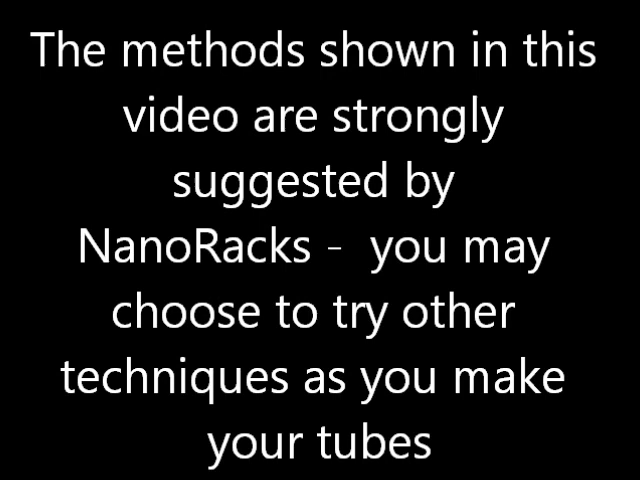 The methods shown in this
video are strongly
suggested by
NanoRacks -  you may
choose to try other
techniques as you make
your tubes